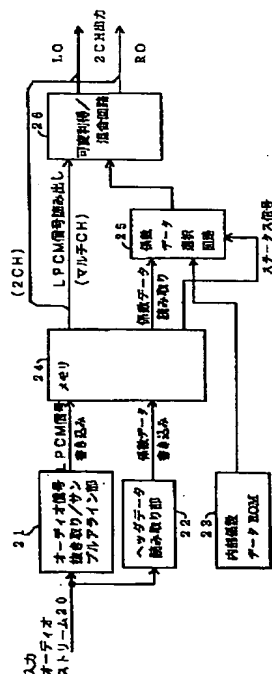 入力
オーディオ
ストリーム20
21
オーディオ信号
抜き取り/サン
プルアライン部
ヘッダデータ
読み取り部
22
内部係数
データROM
23
LPCM信号
書き込み
係数データ
書き込み
24
メモリ
(2CH)
LPCM信号読み出し
(マルチCH)
係数データ
読み取り
25
係数
データ
選択
回路
ステータス信号
26
可変利得/
混合回路
LO
2CH出力
RO